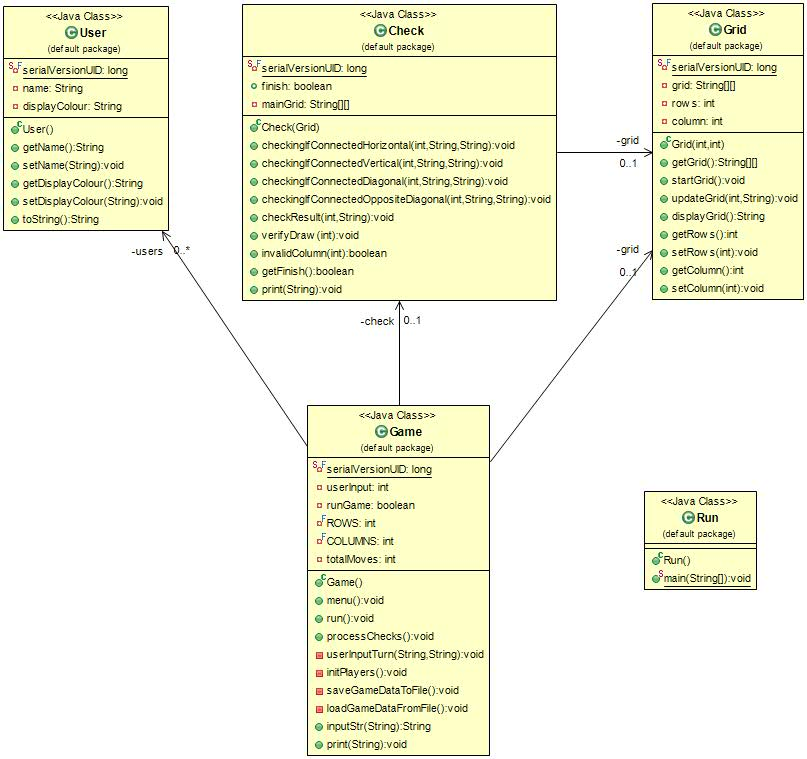 <<Java Class>>
User
(default package)
serialVersionUID: long
name: String
displayColour: String
User()
getName():String
setName(String):void
getDisplayColour():String
setDisplayColour(String):void
toString():String
<<Java Class>>
Check
(default package)
serialVersionUID: long
finish: boolean
mainGrid: String[][]
Check(Grid)
checkingIfConnectedHorizontal(int,String,String):void
checkingIfConnectedVertical(int,String,String):void
checkingIfConnectedDiagonal(int,String,String):void
checkingIfConnectedOppositeDiagonal(int,String,String):void
checkResult(int,String):void
verifyDraw(int):void
invalidColumn(int):boolean
getFinish():boolean
print(String):void
<<Java Class>>
Grid
(default package)
serialVersionUID: long
grid: String[][]
rows: int
column: int
Grid(int,int)
getGrid():String[][]
startGrid():void
updateGrid(int,String):void
displayGrid():String
getRows():int
setRows(int):void
getColumn():int
setColumn(int):void
-grid
0..1
-grid
0..1
-users 0..*
-check 0..1
<<Java Class>>
Game
(default package)
serialVersionUID: long
userInput: int
runGame: boolean
ROWS: int
COLUMNS: int
totalMoves: int
Game()
menu():void
run():void
processChecks():void
userInputTurn(String,String):void
initPlayers():void
saveGameDataToFile():void
loadGameDataFromFile():void
inputStr(String):String
print(String):void
<<Java Class>>
Run
(default package)
Run()
main(String[]):void